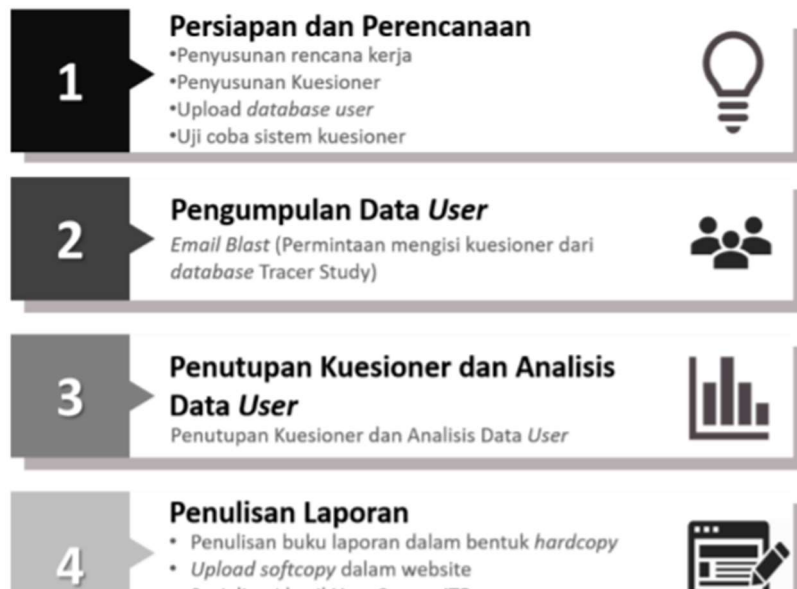 1
Persiapan dan Perencanaan
•Penyusunan rencana kerja
•Penyusunan Kuesioner
•Upload database user
•Uji coba sistem kuesioner
2
Pengumpulan Data User
Email Blast (Permintaan mengisi kuesioner dari
database Tracer Study)
3
Penutupan Kuesioner dan Analisis
Data User
Penutupan Kuesioner dan Analisis Data User
4
Penulisan Laporan
• Penulisan buku laporan dalam bentuk hardcopy
• Upload softcopy dalam website